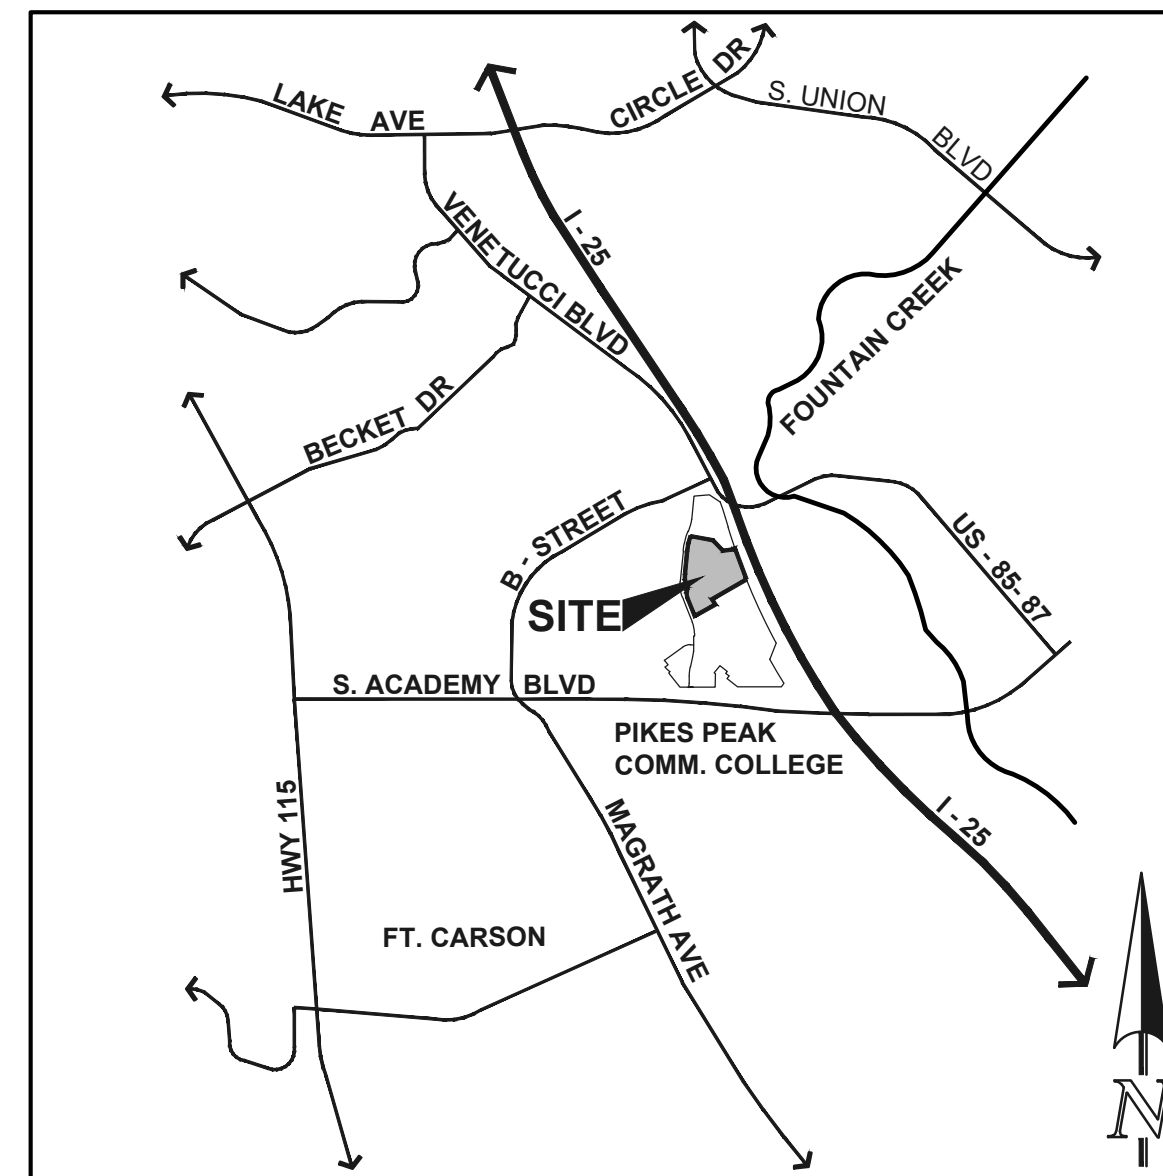 LAKE AVE
CIRCLE DR
S. UNION BLVD
I - 25
VENETUCCI BLVD
FOUNTAIN CREEK
BECKET DR
B - STREET
US - 85- 87
SITE
S. ACADEMY BLVD
PIKES PEAK
COMM. COLLEGE
HWY 115
MAGRATH AVE
I - 25
FT. CARSON
N